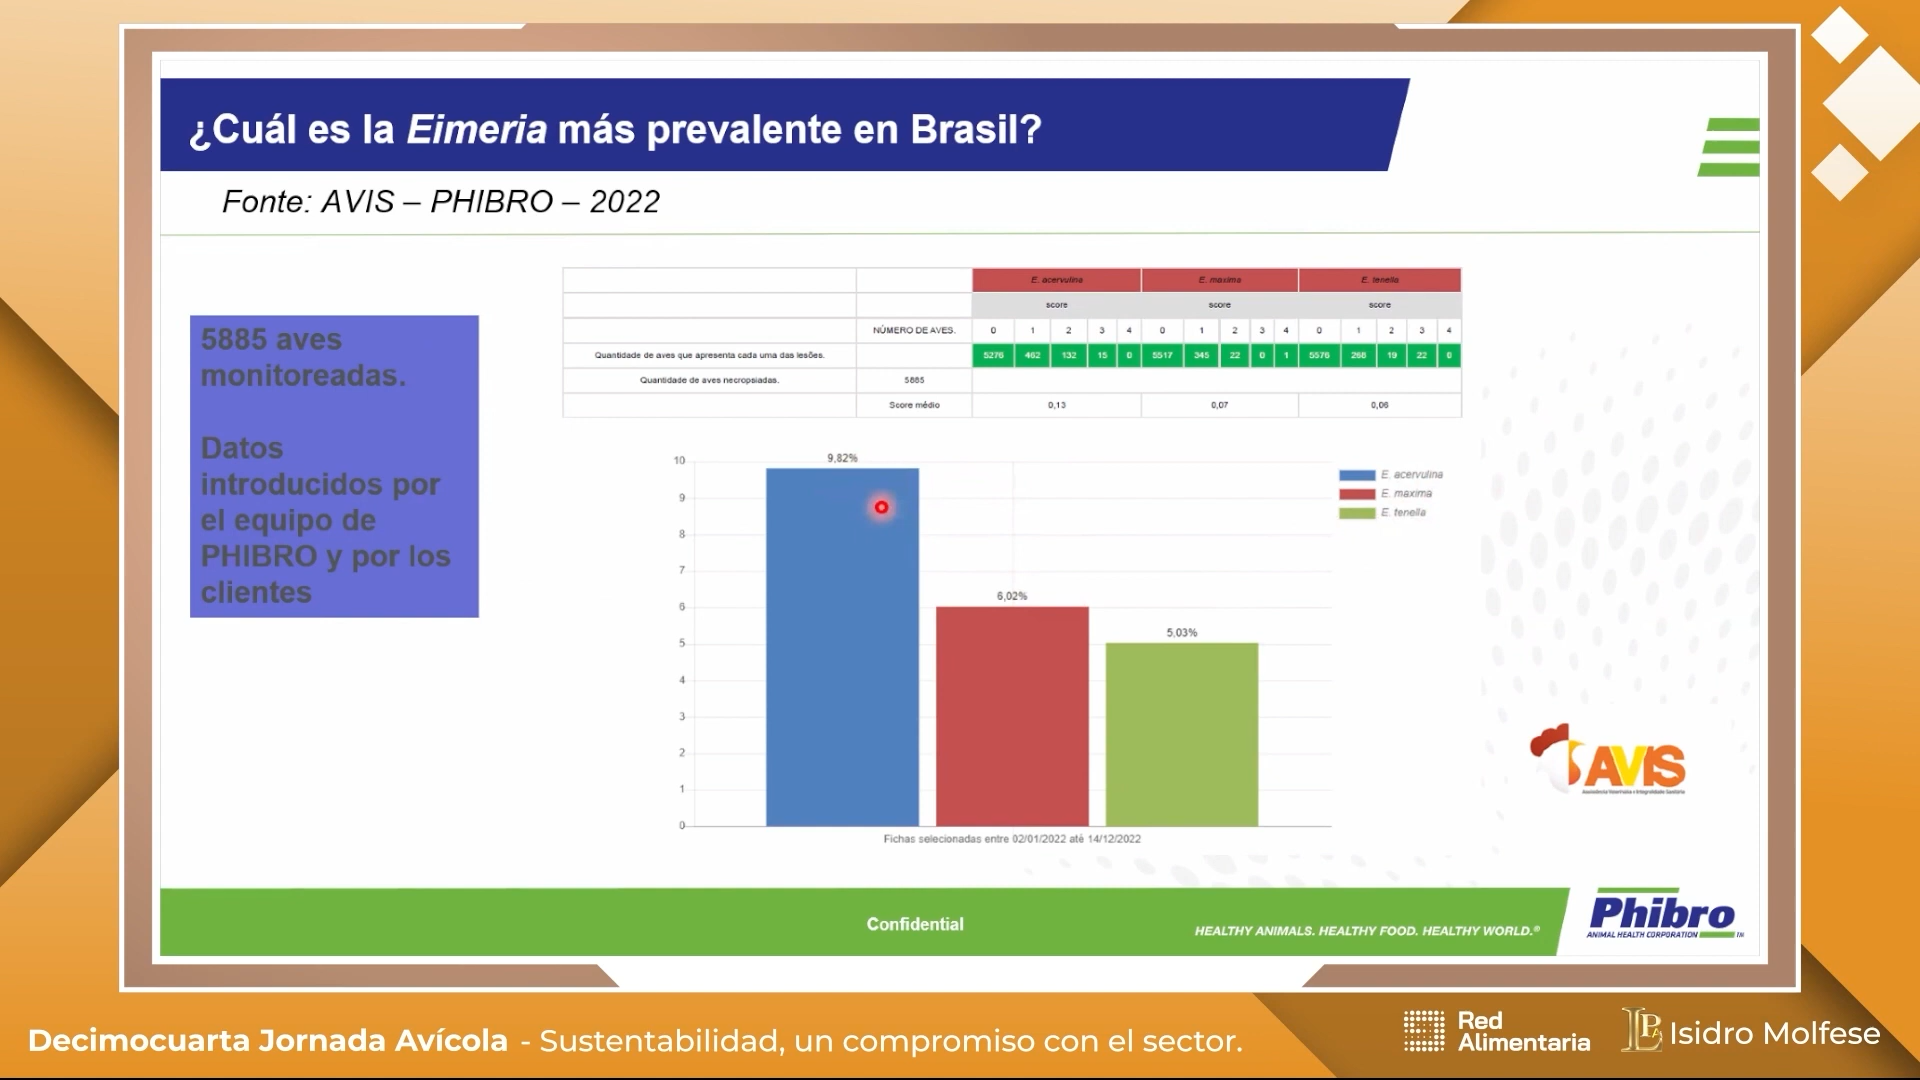 ¿Cuál es la Eimeria más prevalente en Brasil?
Fonte: AVIS – PHIBRO – 2022
5885 aves
monitoreadas.
Datos
introducidos por
el equipo de
PHIBRO y por los
clientes
E. acervulina E. maxima E. tenella
score score score
NÚMERO DE AVES. 0 1 2 3 4 0 1 2 3 4 0 1 2 3 4
Quantidade de aves que apresenta cada uma das lesões. 5276 462 132 15 0 5517 345 22 0 1 5576 268 19 22 0
Quantidade de aves necropsiadas. 5885
Score médio 0,13 0,07 0,06
10
9
8
7
6
5
4
3
2
1
0
9,82%
6,02%
5,03%
E. acervulina
E. maxima
E. tenella
Fichas selecionadas entre 02/01/2022 até 14/12/2022
AVIS
Assistência Veterinária e Integralidade Sanitária
Confidential
HEALTHY ANIMALS. HEALTHY FOOD. HEALTHY WORLD.®
Phibro
ANIMAL HEALTH CORPORATION TM
Decimocuarta Jornada Avícola - Sustentabilidad, un compromiso con el sector.
Red
Alimentaria
Isidro Molfese